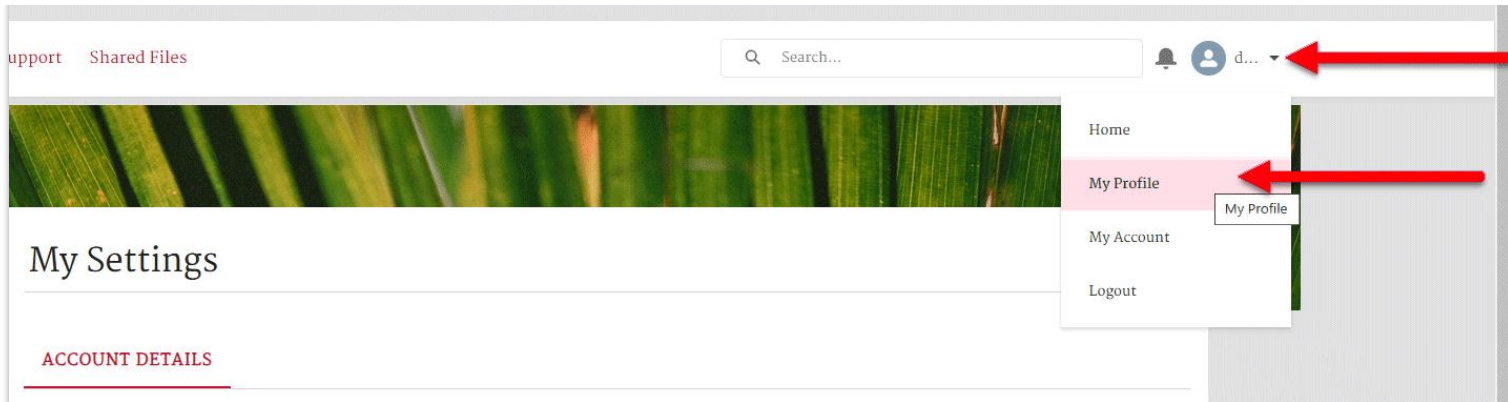 upport Shared Files
Search...
d...
Home
My Profile
My Profile
My Account
Logout
My Settings
ACCOUNT DETAILS